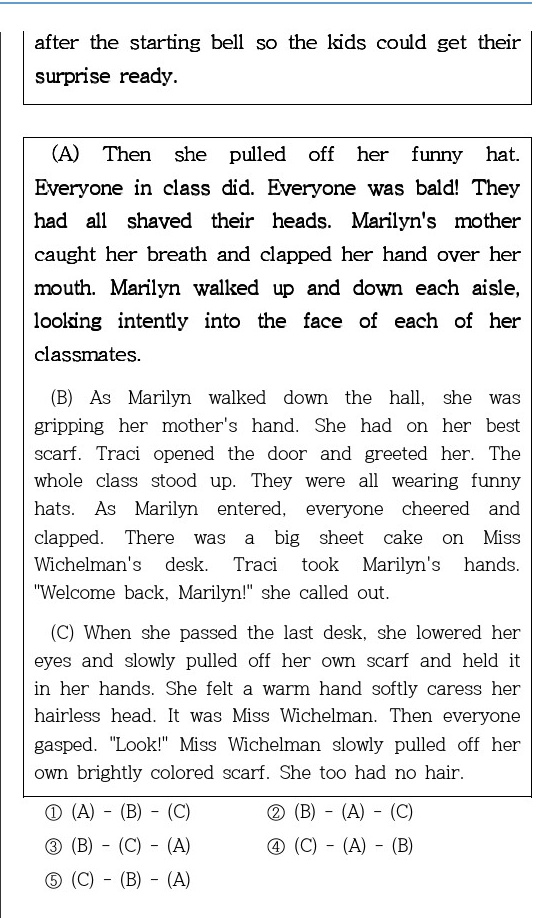 after the starting bell so the kids could get their
surprise ready.
(A) Then she pulled off her funny hat.
Everyone in class did. Everyone was bald! They
had all shaved their heads. Marilyn's mother
caught her breath and clapped her hand over her
mouth. Marilyn walked up and down each aisle,
looking intently into the face of each of her
classmates.
(B) As Marilyn walked down the hall, she was
gripping her mother's hand. She had on her best
scarf. Traci opened the door and greeted her. The
whole class stood up. They were all wearing funny
hats. As Marilyn entered, everyone cheered and
clapped. There was a big sheet cake on Miss
Wichelman's desk. Traci took Marilyn's hands.
"Welcome back, Marilyn!" she called out.
(C) When she passed the last desk, she lowered her
eyes and slowly pulled off her own scarf and held it
in her hands. She felt a warm hand softly caress her
hairless head. It was Miss Wichelman. Then everyone
gasped. "Look!" Miss Wichelman slowly pulled off her
own brightly colored scarf. She too had no hair.
① (A) - (B) - (C) ② (B) - (A) - (C)
③ (B) - (C) - (A) ④ (C) - (A) - (B)
⑤ (C) - (B) - (A)